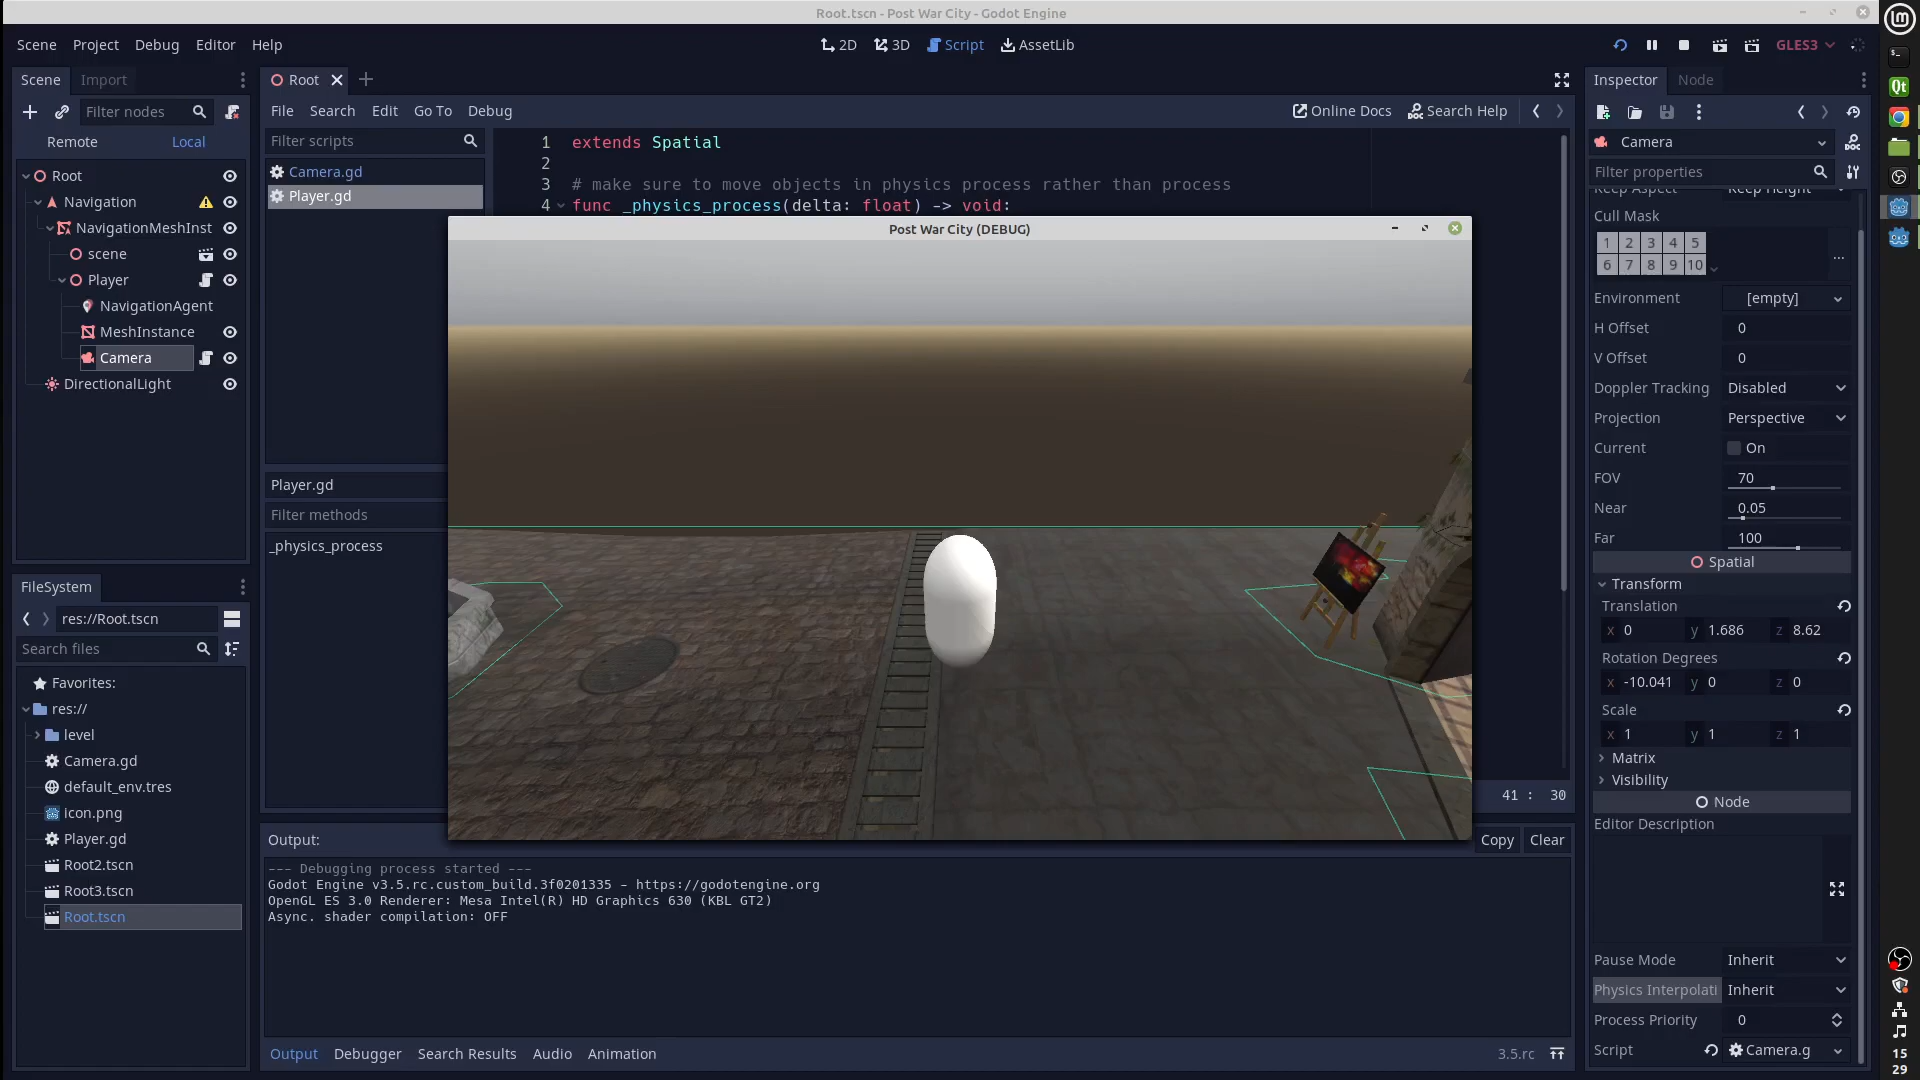 Root.tscn - Post War City - Godot Engine
Scene Project Debug Editor Help
2D 3D Script AssetLib
GLES3
Scene Import
Root
Inspector Node
Filter nodes
File Search Edit Go To Debug
Online Docs Search Help
Remote Local
Filter scripts
Camera.gd
Player.gd
1 extends Spatial
2
3 # make sure to move objects in physics process rather than process
4 func _physics_process(delta: float) -> void:
Root
Navigation
NavigationMeshInst
scene
Player
NavigationAgent
MeshInstance
Camera
DirectionalLight
Player.gd
Filter methods
_physics_process
Post War City (DEBUG)
41 : 30
FileSystem
res://Root.tscn
Search files
Favorites:
res://
level
Camera.gd
default_env.tres
icon.png
Player.gd
Root2.tscn
Root3.tscn
Root.tscn
Output:
Copy Clear
--- Debugging process started ---
Godot Engine v3.5.rc.custom_build.3f0201335 - https://godotengine.org
OpenGL ES 3.0 Renderer: Mesa Intel(R) HD Graphics 630 (KBL GT2)
Async. shader compilation: OFF
Output Debugger Search Results Audio Animation
3.5.rc
Camera
Filter properties
Keep Aspect Keep Height
Cull Mask
1 2 3 4 5
6 7 8 9 10
...
Environment [empty]
H Offset 0
V Offset 0
Doppler Tracking Disabled
Projection Perspective
Current On
FOV 70
Near 0.05
Far 100
Spatial
Transform
Translation
x 0 y 1.686 z 8.62
Rotation Degrees
x -10.041 y 0 z 0
Scale
x 1 y 1 z 1
Matrix
Visibility
Node
Editor Description
Pause Mode Inherit
Physics Interpolati Inherit
Process Priority 0
Script Camera.g
Qt
15
29